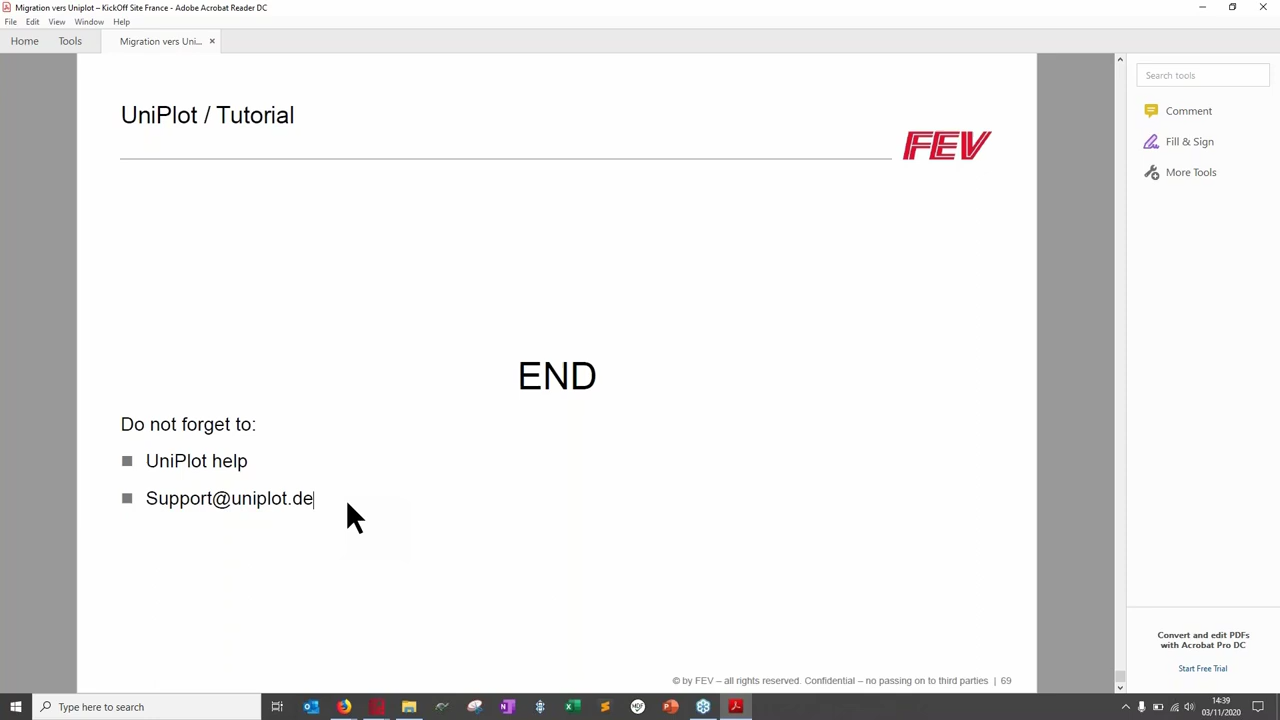 Migration vers Uniplot – KickOff Site France - Adobe Acrobat Reader DC
File Edit View Window Help
Home Tools Migration vers Uni... ×
Search tools
Comment
Fill & Sign
More Tools
UniPlot / Tutorial
FEV
END
Do not forget to:
UniPlot help
Support@uniplot.de
© by FEV – all rights reserved. Confidential – no passing on to third parties | 69
Convert and edit PDFs
with Acrobat Pro DC
Start Free Trial
Type here to search
14:39
03/11/2020